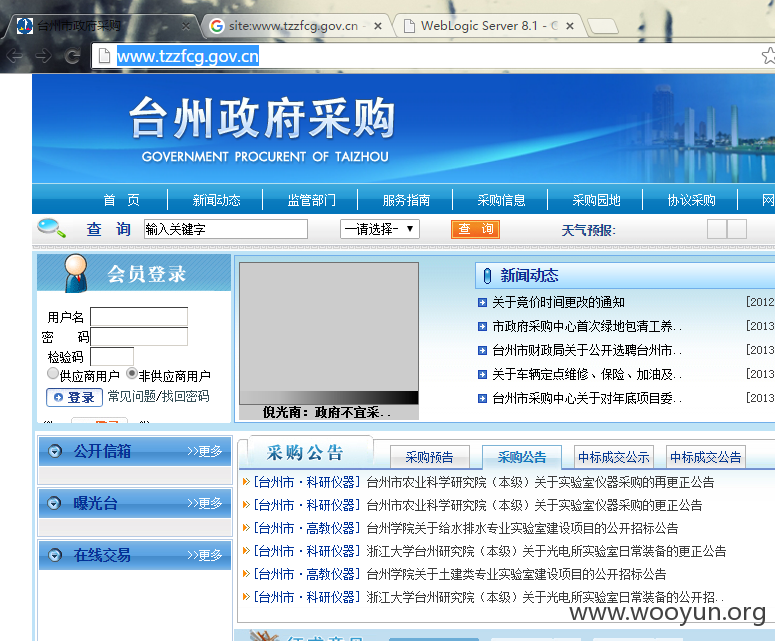 台州市政府采购
site:www.tzzfcg.gov.cn -
WebLogic Server 8.1 - C
www.tzzfcg.gov.cn
台州政府采购
GOVERNMENT PROCURENT OF TAIZHOU
首 页 新闻动态 监管部门 服务指南 采购信息 采购园地 协议采购 网
查 询 输入关键字 一请选择- 查 询 天气预报:
会员登录
用户名
密 码
检验码
供应商用户 非供应商用户
登录 常见问题/找回密码
倪光南：政府不宜采..
新闻动态
关于竞价时间更改的通知 [2012
市政府采购中心首次绿地包清工养.. [2013
台州市财政局关于公开选聘台州市.. [2013
关于车辆定点维修、保险、加油及.. [2013
台州市采购中心关于对年底项目委.. [2013
公开信箱 >>更多
曝光台 >>更多
在线交易 >>更多
采购公告 采购预告 采购公告 中标成交公示 中标成交公告
[台州市·科研仪器] 台州市农业科学研究院（本级）关于实验室仪器采购的再更正公告
[台州市·科研仪器] 台州市农业科学研究院（本级）关于实验室仪器采购的更正公告
[台州市·高教仪器] 台州学院关于给水排水专业实验室建设项目的公开招标公告
[台州市·科研仪器] 浙江大学台州研究院（本级）关于光电所实验室日常装备的更正公告
[台州市·高教仪器] 台州学院关于土建类专业实验室建设项目的公开招标公告
[台州市·科研仪器] 浙江大学台州研究院（本级）关于光电所实验室日常装备的公开招..
www.wooyun.org